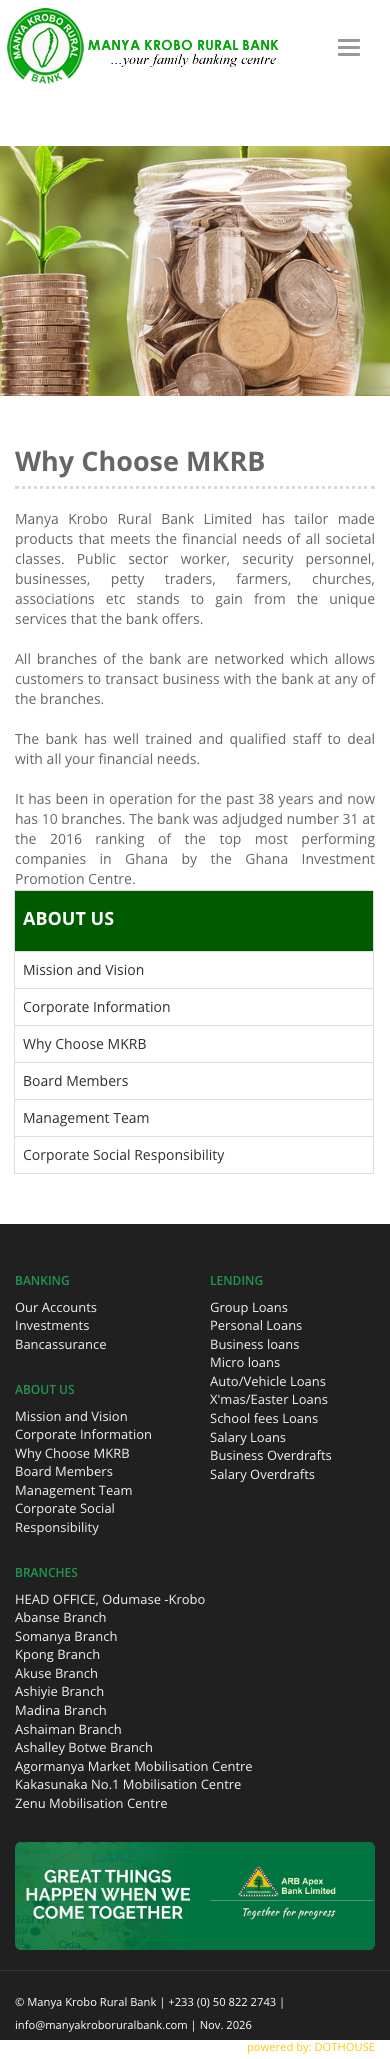 MANYA KROBO RURAL
BANK
MANYA KROBO RURAL BANK
...your family banking centre
Why Choose MKRB
Manya Krobo Rural Bank Limited has tailor made
products that meets the financial needs of all societal
classes. Public sector worker, security personnel,
businesses, petty traders, farmers, churches,
associations etc stands to gain from the unique
services that the bank offers.
All branches of the bank are networked which allows
customers to transact business with the bank at any of
the branches.
The bank has well trained and qualified staff to deal
with all your financial needs.
It has been in operation for the past 38 years and now
has 10 branches. The bank was adjudged number 31 at
the 2016 ranking of the top most performing
companies in Ghana by the Ghana Investment
Promotion Centre.
ABOUT US
Mission and Vision
Corporate Information
Why Choose MKRB
Board Members
Management Team
Corporate Social Responsibility
BANKING
Our Accounts
Investments
Bancassurance
ABOUT US
Mission and Vision
Corporate Information
Why Choose MKRB
Board Members
Management Team
Corporate Social
Responsibility
LENDING
Group Loans
Personal Loans
Business loans
Micro loans
Auto/Vehicle Loans
X'mas/Easter Loans
School fees Loans
Salary Loans
Business Overdrafts
Salary Overdrafts
BRANCHES
HEAD OFFICE, Odumase -Krobo
Abanse Branch
Somanya Branch
Kpong Branch
Akuse Branch
Ashiyie Branch
Madina Branch
Ashaiman Branch
Ashalley Botwe Branch
Agormanya Market Mobilisation Centre
Kakasunaka No.1 Mobilisation Centre
Zenu Mobilisation Centre
GREAT THINGS
HAPPEN WHEN WE
COME TOGETHER
ARB Apex
Bank Limited
Together for progress
© Manya Krobo Rural Bank | +233 (0) 50 822 2743 |
info@manyakroboruralbank.com | Nov. 2026
powered by: DOTHOUSE